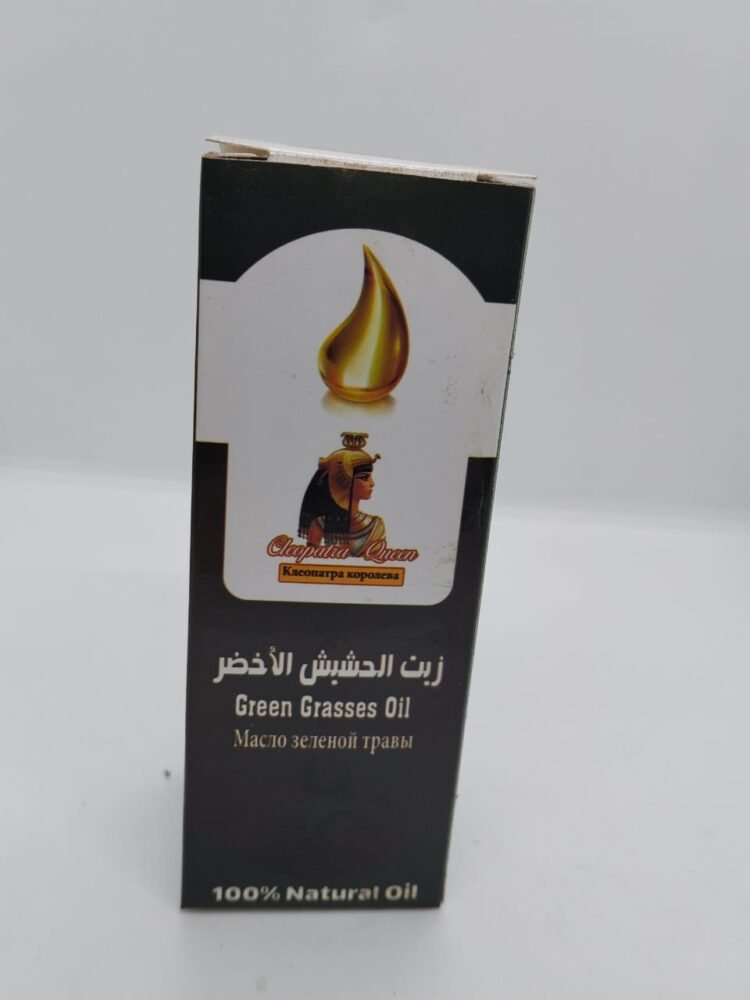 Cleopatra Queen
Клеопатра королева
زيت الحشيش الأخضر
Green Grasses Oil
Масло зеленой травы
100% Natural Oil